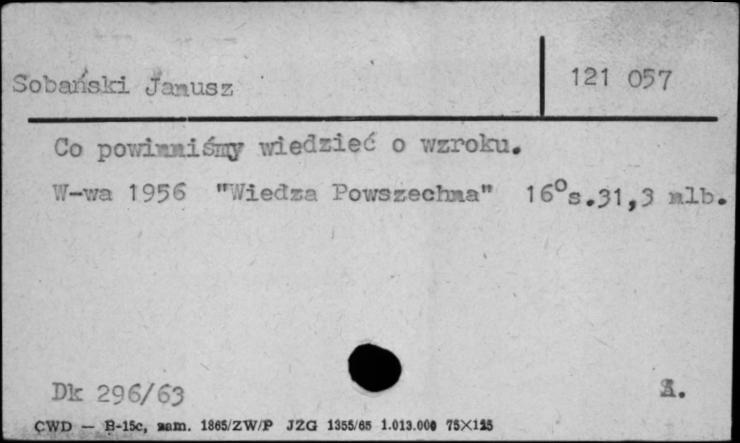 Sobański Janusz 121 057
Co powinniśmy wiedzieć o wzroku.
W-wa 1956 "Wiedza Powszechna" 16° s.31,3 nlb.
Dk 296/63
CWD — B-15c, zam. 1865/ZW/P JZG 1355/65 1.013.000 75×125